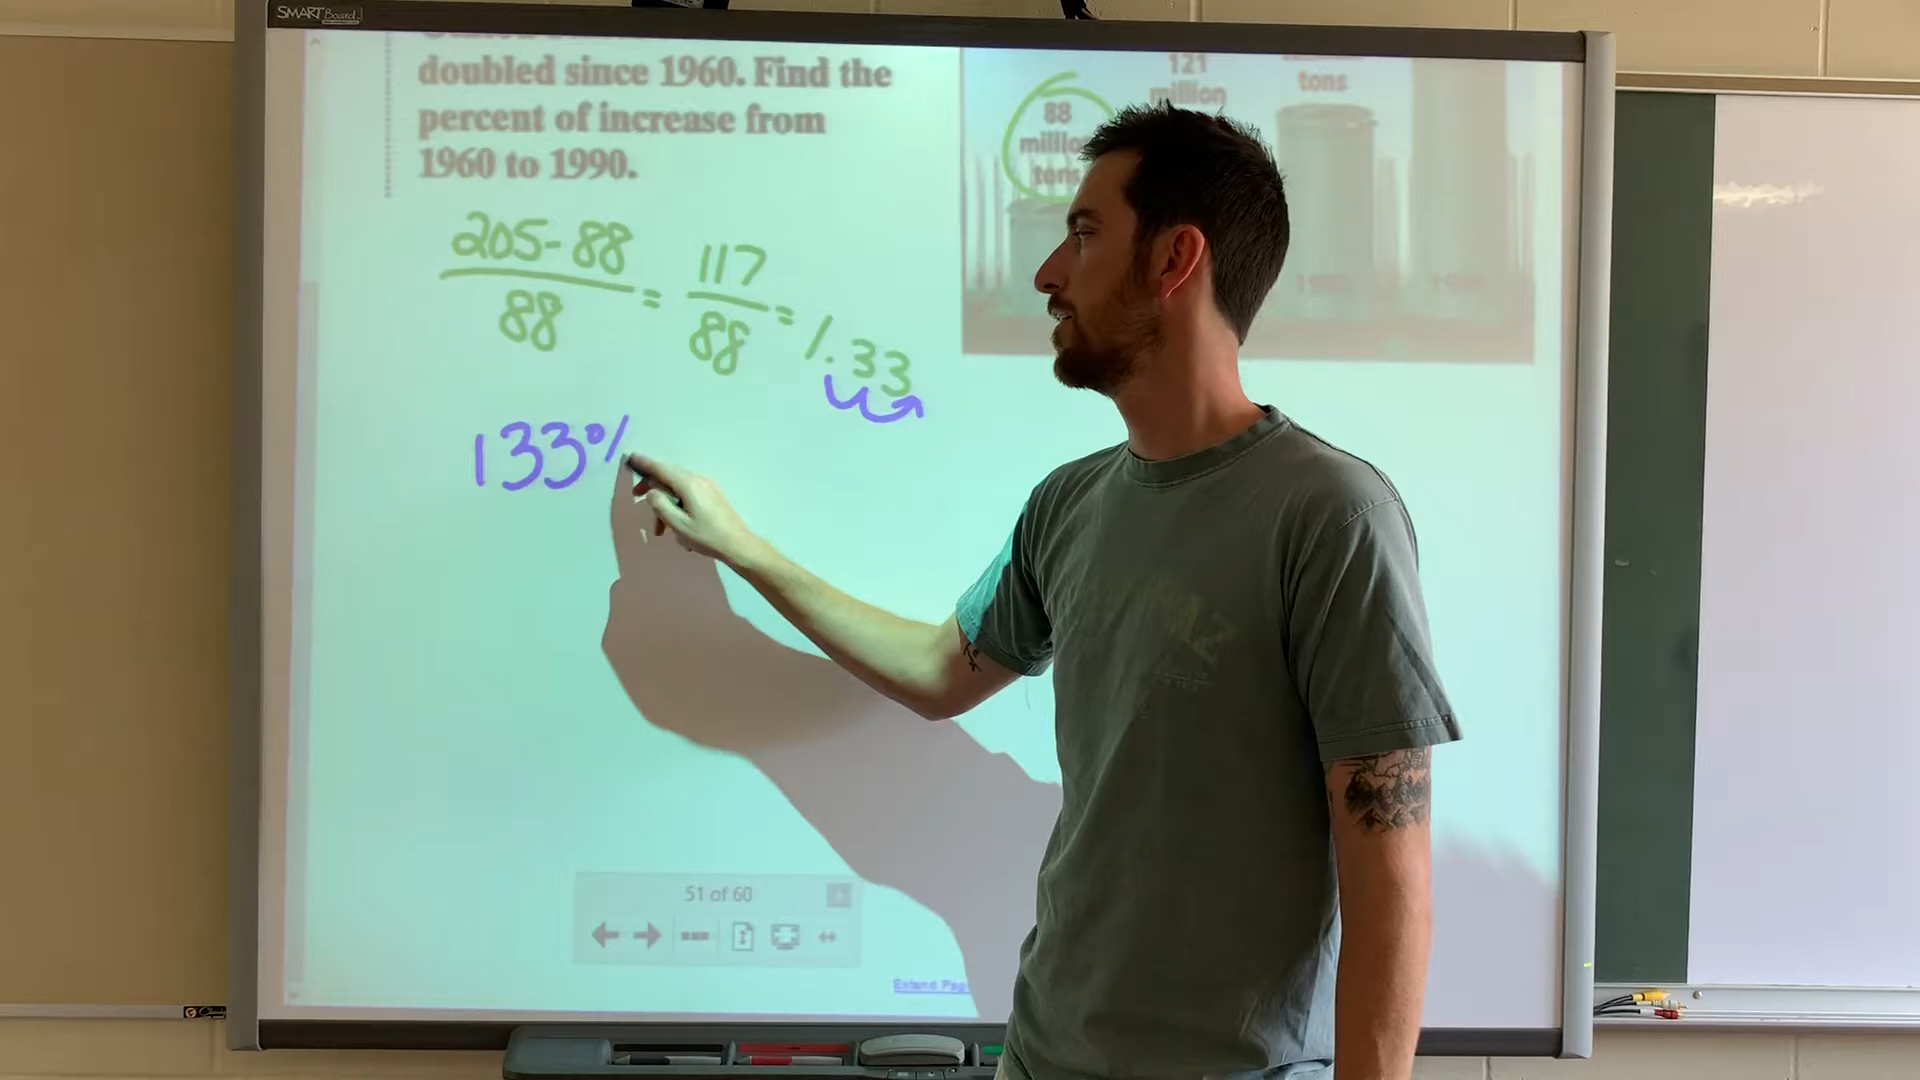 SMART Board
doubled since 1960. Find the
percent of increase from
1960 to 1990.
88
million
tons
121
million
tons
205-88
88
=
117
88
= 1.33
133%
51 of 60
Extend Page